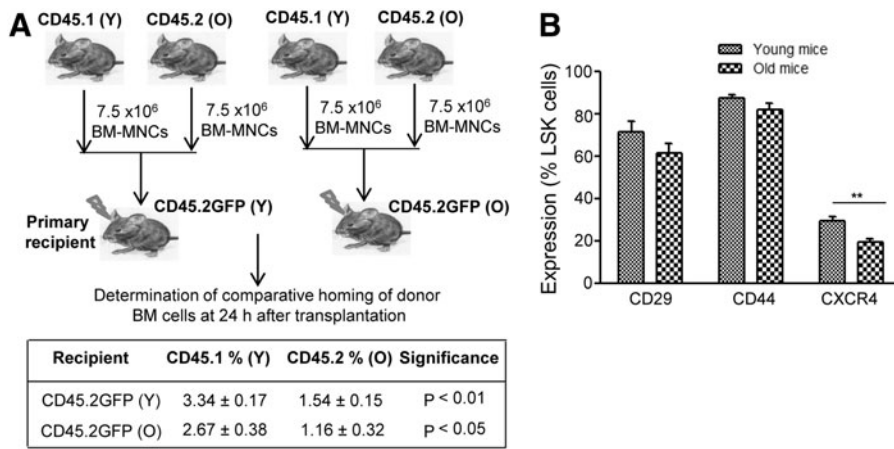 A
CD45.1 (Y) CD45.2 (O) CD45.1 (Y) CD45.2 (O)
7.5 x10⁶ BM-MNCs
7.5 x10⁶ BM-MNCs
7.5 x10⁶ BM-MNCs
7.5 x10⁶ BM-MNCs
Primary
recipient
CD45.2GFP (Y)
CD45.2GFP (O)
Determination of comparative homing of donor
BM cells at 24 h after transplantation
Recipient CD45.1 % (Y) CD45.2 % (O) Significance
CD45.2GFP (Y) 3.34 ± 0.17 1.54 ± 0.15 P < 0.01
CD45.2GFP (O) 2.67 ± 0.38 1.16 ± 0.32 P < 0.05
B
Young mice
Old mice
Expression (% LSK cells)
100
80
60
40
20
0
**
CD29 CD44 CXCR4